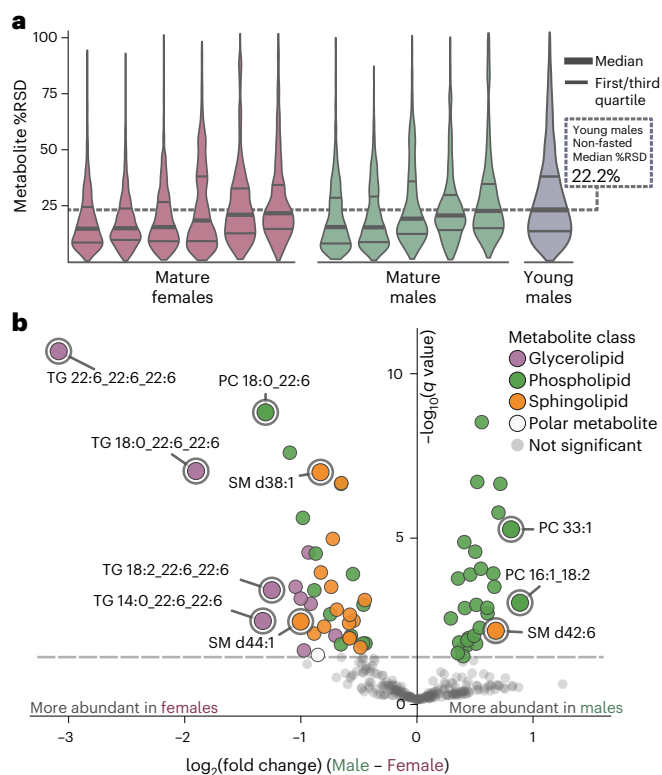 a
Metabolite %RSD
100
75
50
25
Median
First/third
quartile
Young males
Non-fasted
Median %RSD
22.2%
Mature
females
Mature
males
Young
males
b
−log10(q value)
10
5
0
Metabolite class
Glycerolipid
Phospholipid
Sphingolipid
Polar metabolite
Not significant
TG 22:6_22:6_22:6
PC 18:0_22:6
TG 18:0_22:6_22:6
SM d38:1
PC 33:1
TG 18:2_22:6_22:6
PC 16:1_18:2
TG 14:0_22:6_22:6
SM d44:1
SM d42:6
More abundant in females
More abundant in males
−3
−2
−1
0
1
log2(fold change) (Male – Female)